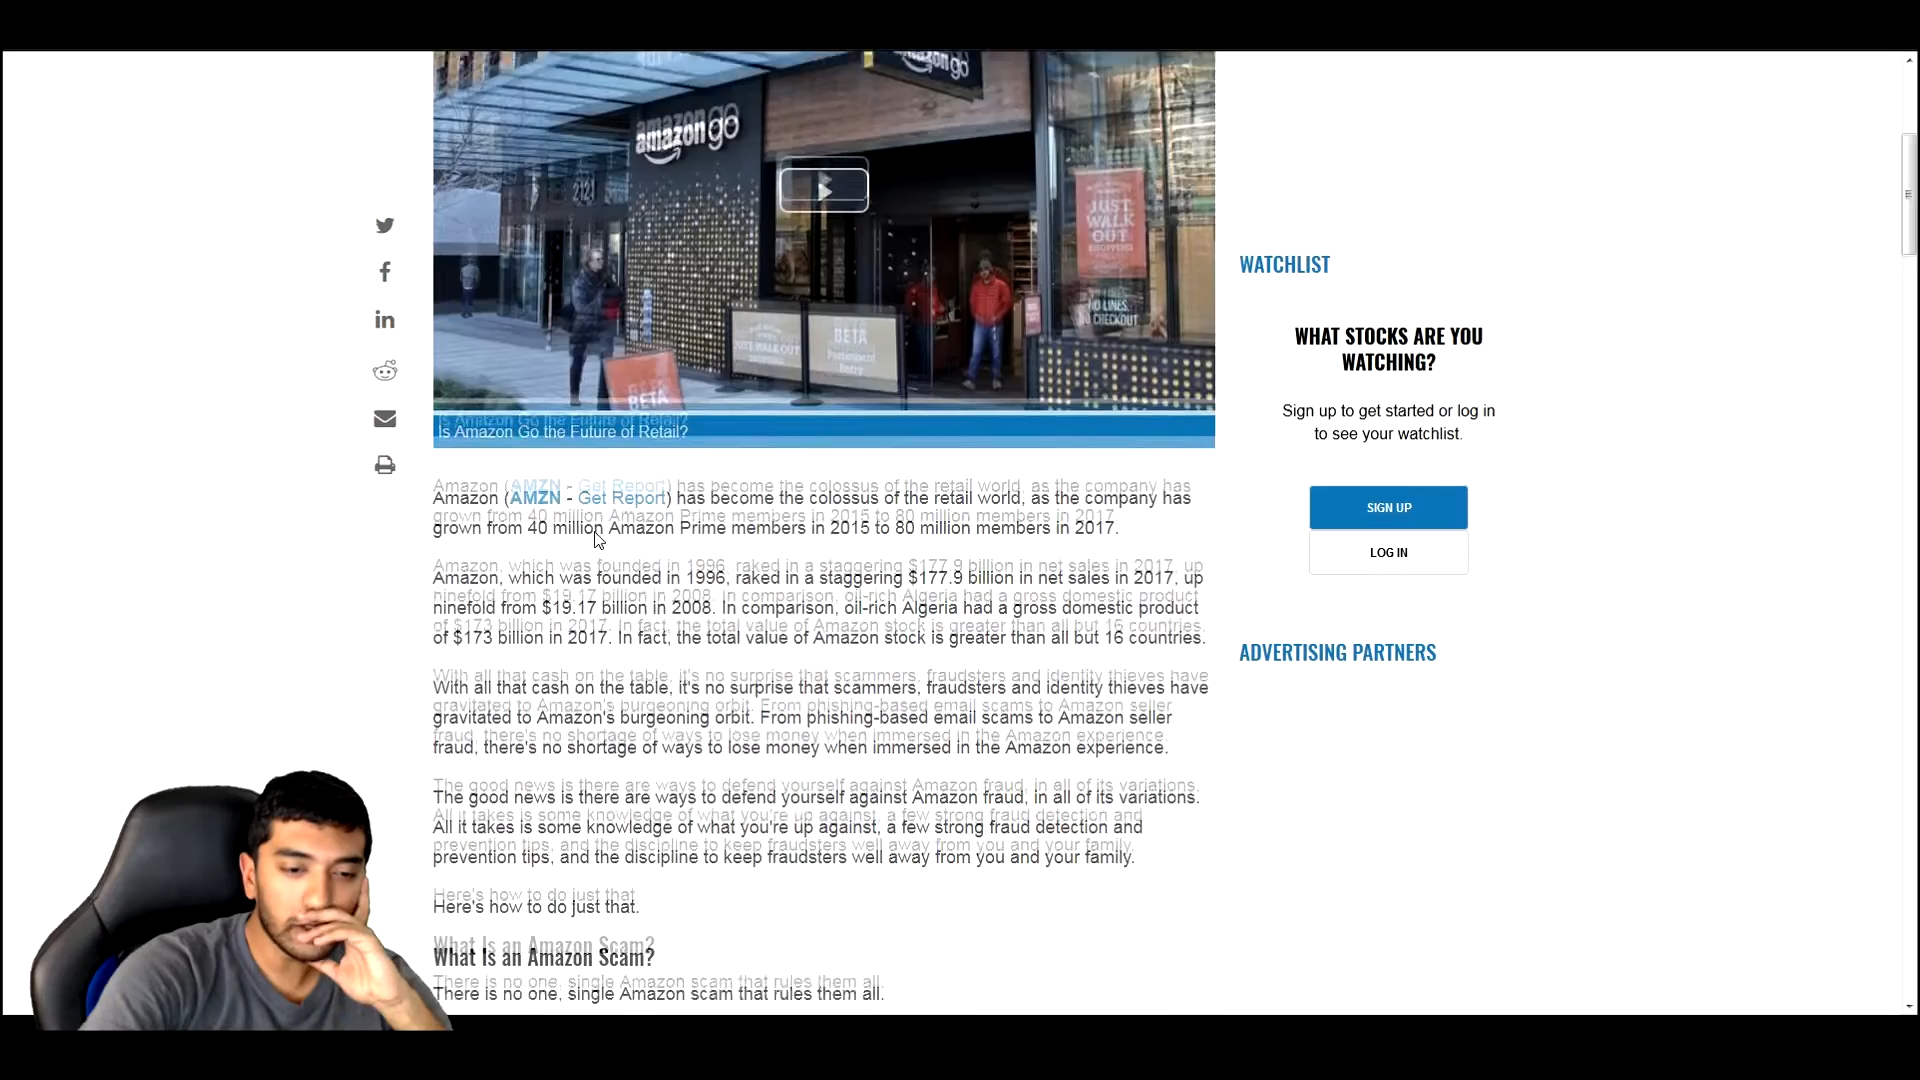 amazon go
amazon go
2121
JUST
WALK
OUT
SHOPPING
NO LINES.
NO CHECKOUT
JUST WALK OUT
BETA
BETA
Is Amazon Go the Future of Retail?
Amazon (AMZN - Get Report) has become the colossus of the retail world, as the company has
grown from 40 million Amazon Prime members in 2015 to 80 million members in 2017.
Amazon, which was founded in 1996, raked in a staggering $177.9 billion in net sales in 2017, up
ninefold from $19.17 billion in 2008. In comparison, oil-rich Algeria had a gross domestic product
of $173 billion in 2017. In fact, the total value of Amazon stock is greater than all but 16 countries.
With all that cash on the table, it's no surprise that scammers, fraudsters and identity thieves have
gravitated to Amazon's burgeoning orbit. From phishing-based email scams to Amazon seller
fraud, there's no shortage of ways to lose money when immersed in the Amazon experience.
The good news is there are ways to defend yourself against Amazon fraud, in all of its variations.
All it takes is some knowledge of what you're up against, a few strong fraud detection and
prevention tips, and the discipline to keep fraudsters well away from you and your family.
Here's how to do just that.
What Is an Amazon Scam?
There is no one, single Amazon scam that rules them all.
WATCHLIST
WHAT STOCKS ARE YOU
WATCHING?
Sign up to get started or log in
to see your watchlist.
SIGN UP
LOG IN
ADVERTISING PARTNERS